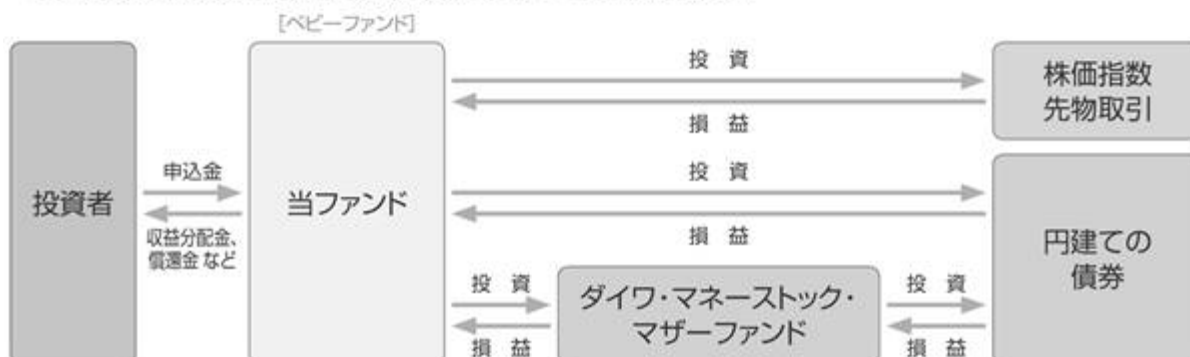 [ベビーファンド]
投資者
申込金
収益分配金、
償還金 など
当ファンド
投 資
損 益
株価指数
先物取引
投 資
損 益
円建ての
債券
投 資
損 益
ダイワ・マネーストック・
マザーファンド
投 資
損 益